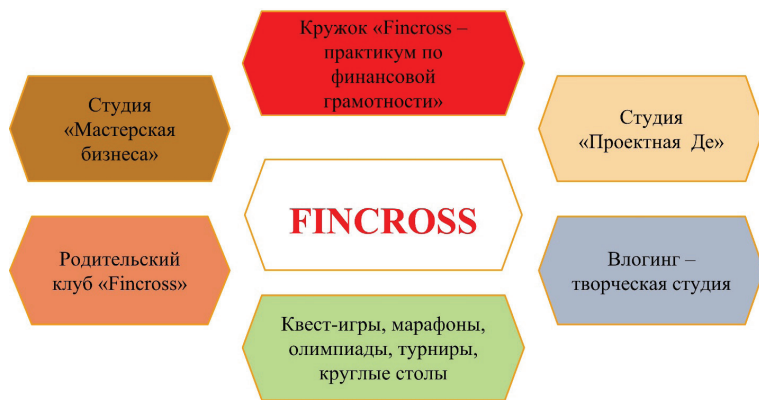 Кружок «Fincross –
практикум по
финансовой
грамотности»
Студия
«Мастерская
бизнеса»
Студия
«Проектная Де»
FINCROSS
Родительский
клуб «Fincross»
Влогинг –
творческая студия
Квест-игры, марафоны,
олимпиады, турниры,
круглые столы